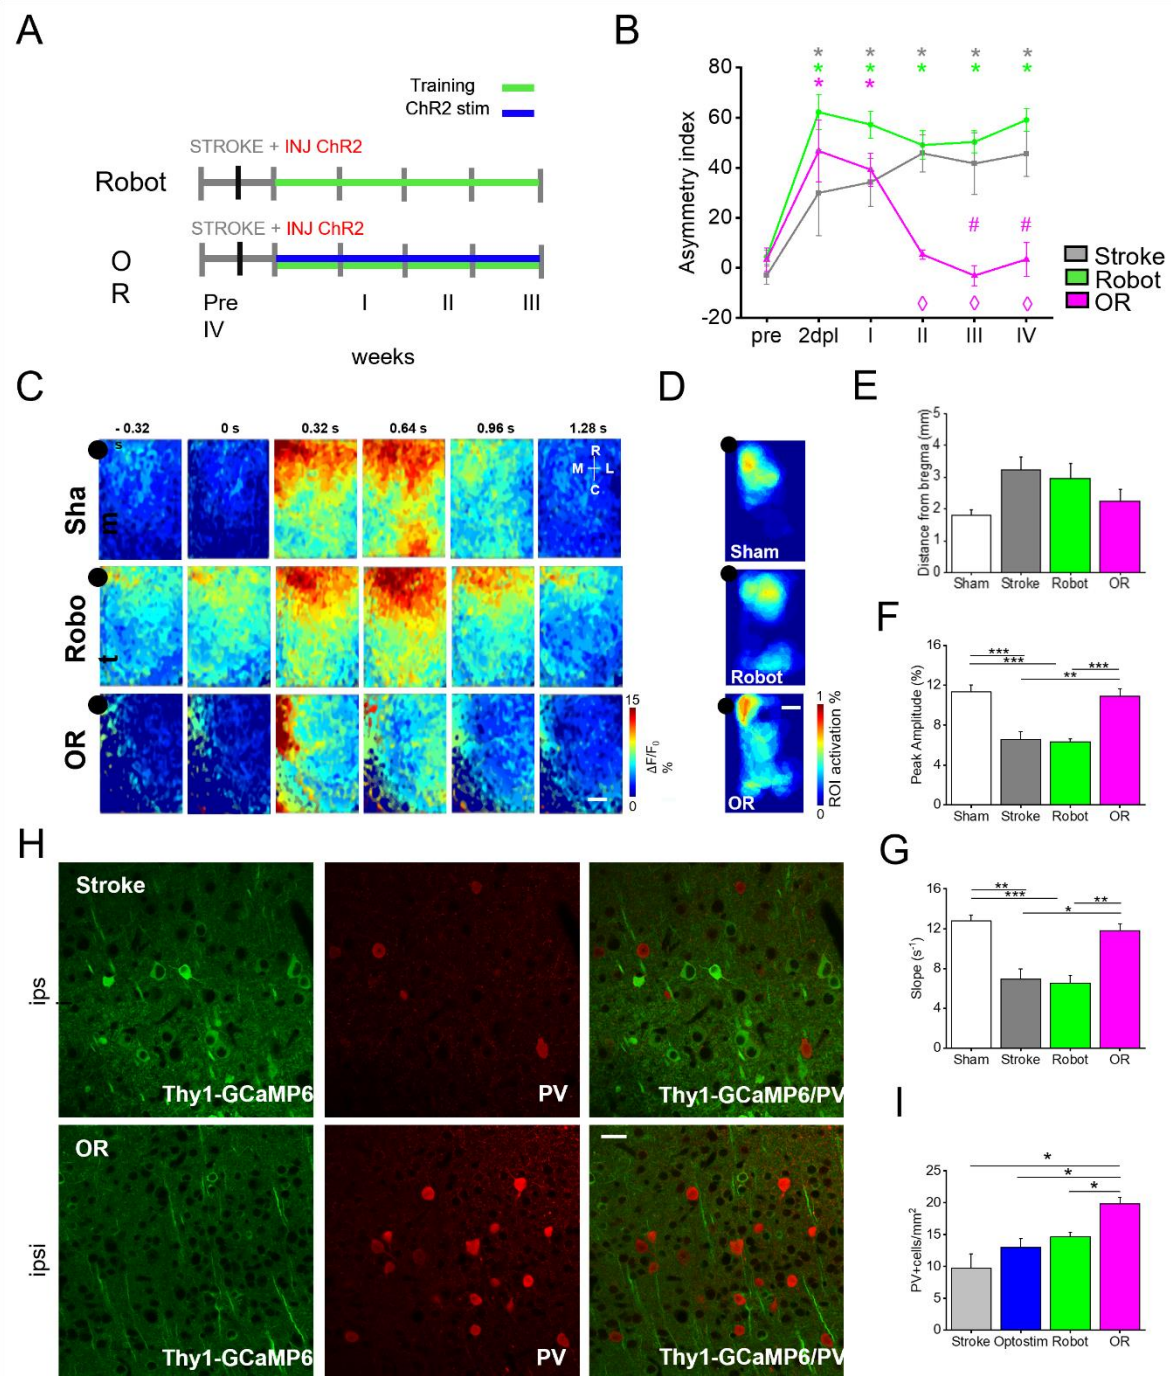 A
Training
ChR2 stim
STROKE + INJ ChR2
Robot
STROKE + INJ ChR2
O
R
Pre I II III
IV
weeks
B
Asymmetry index
80
60
40
20
0
-20
* * * * *
* * * * *
* *
# #
◊ ◊ ◊
pre 2dpI I II III IV
Stroke
Robot
OR
C
- 0.32 0 s 0.32 s 0.64 s 0.96 s 1.28 s
s
R
M L
C
Sha
m
Robo
t
OR
15
ΔF/F0
%
0
D
Sham
Robot
OR
1
ROI activation %
0
E
Distance from bregma (mm)
5
4
3
2
1
0
Sham Stroke Robot OR
F
Peak Amplitude (%)
16
12
8
4
0
***
*** ***
**
Sham Stroke Robot OR
G
Slope (s-1)
16
12
8
4
0
**
*** **
*
Sham Stroke Robot OR
H
ips
Stroke
Thy1-GCaMP6 PV Thy1-GCaMP6/PV
ipsi
OR
Thy1-GCaMP6 PV Thy1-GCaMP6/PV
I
PV+cells/mm2
25
20
15
10
5
0
*
*
*
Stroke Optostim Robot OR